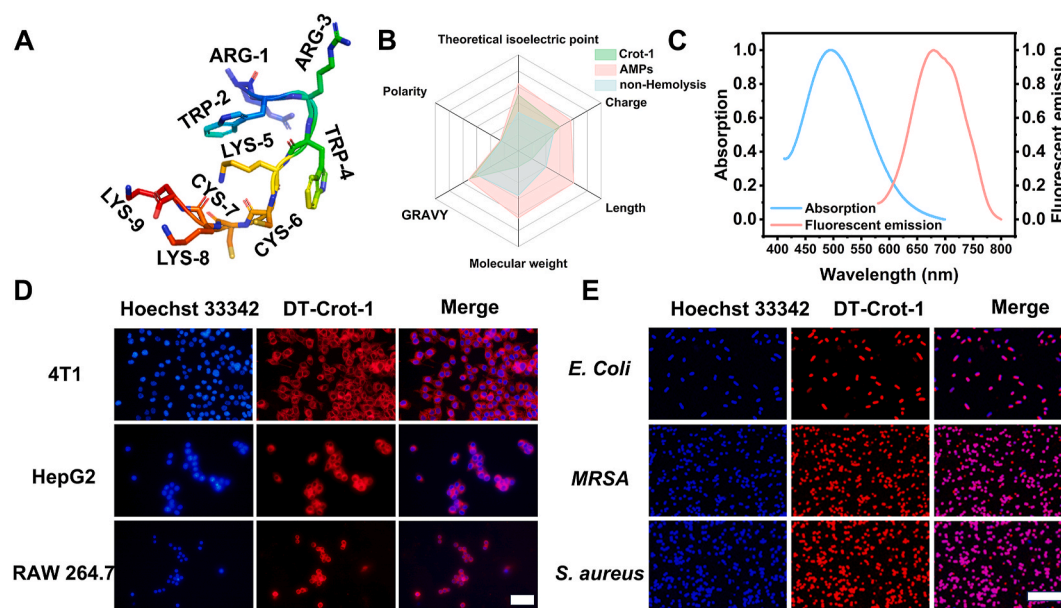 A
ARG-1
ARG-3
TRP-2
LYS-5
TRP-4
CYS-7
CYS-6
LYS-9
LYS-8
B
Theoretical isoelectric point
Crot-1
AMPs
non-Hemolysis
Polarity
Charge
GRAVY
Length
Molecular weight
C
1.0
0.8
0.6
0.4
0.2
0.0
Absorption
1.0
0.8
0.6
0.4
0.2
0.0
Fluorescent emission
Absorption
Fluorescent emission
400 450 500 550 600 650 700 750 800
Wavelength (nm)
D
Hoechst 33342 DT-Crot-1 Merge
4T1
HepG2
RAW 264.7
E
Hoechst 33342 DT-Crot-1 Merge
E. Coli
MRSA
S. aureus